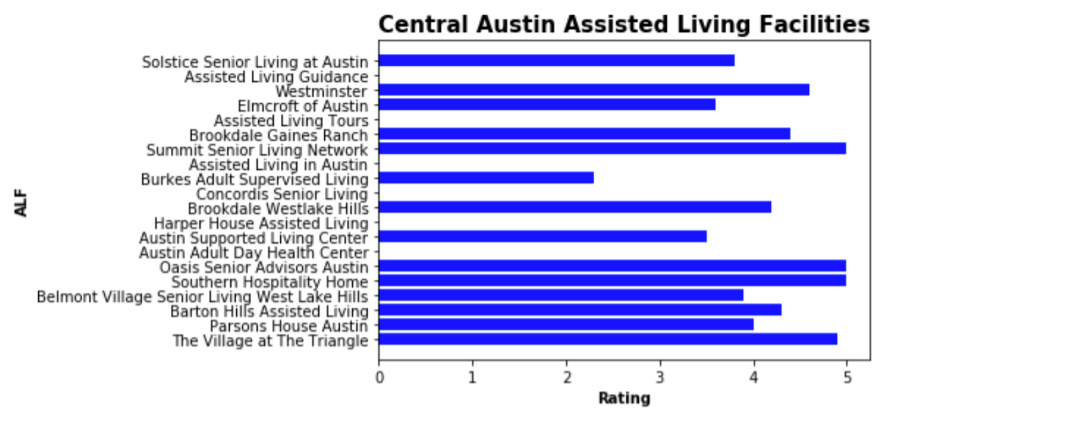 Central Austin Assisted Living Facilities
Solstice Senior Living at Austin
Assisted Living Guidance
Westminster
Elmcroft of Austin
Assisted Living Tours
Brookdale Gaines Ranch
Summit Senior Living Network
Assisted Living in Austin
Burkes Adult Supervised Living
Concordis Senior Living
Brookdale Westlake Hills
Harper House Assisted Living
Austin Supported Living Center
Austin Adult Day Health Center
Oasis Senior Advisors Austin
Southern Hospitality Home
Belmont Village Senior Living West Lake Hills
Barton Hills Assisted Living
Parsons House Austin
The Village at The Triangle
ALF
0 1 2 3 4 5
Rating